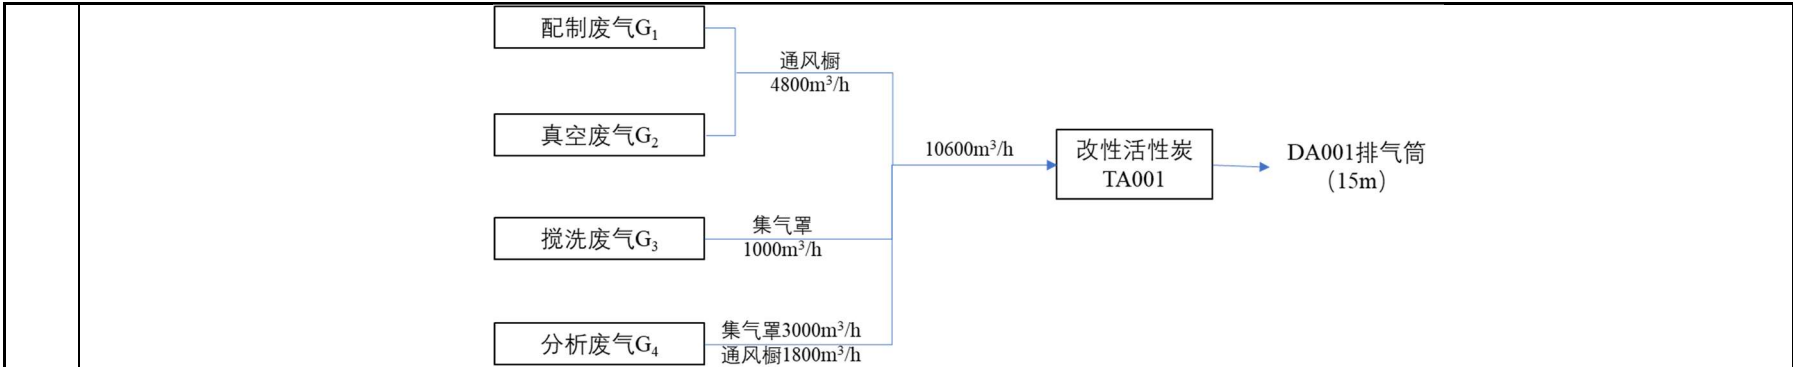 配制废气G₁
通风橱
4800m³/h
真空废气G₂
10600m³/h
改性活性炭
TA001
DA001排气筒
（15m）
搅洗废气G₃
集气罩
1000m³/h
分析废气G₄
集气罩3000m³/h
通风橱1800m³/h